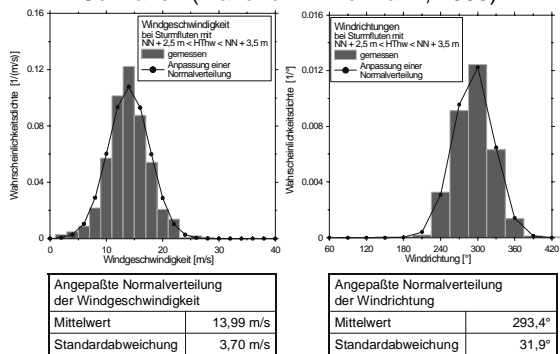 Windgeschwindigkeit
bei Sturmfluten mit
NN + 2,5 m < HThw < NN + 3,5 m
gemessen
Anpassung einer
Normalverteilung
Wahrscheinlichkeitsdichte [1/(m/s)]
0.12
0.08
0.04
0
0
10
20
30
40
Windgeschwindigkeit [m/s]
Windrichtungen
bei Sturmfluten mit
NN + 2,5 m < HThw < NN + 3,5 m
gemessen
Anpassung einer
Normalverteilung
Wahrscheinlichkeitsdichte [1/°]
0.016
0.012
0.008
0.004
0
60
120
180
240
300
360
420
Windrichtung [°]
Angepaßte Normalverteilung
der Windgeschwindigkeit
Mittelwert 13,99 m/s
Standardabweichung 3,70 m/s
Angepaßte Normalverteilung
der Windrichtung
Mittelwert 293,4°
Standardabweichung 31,9°